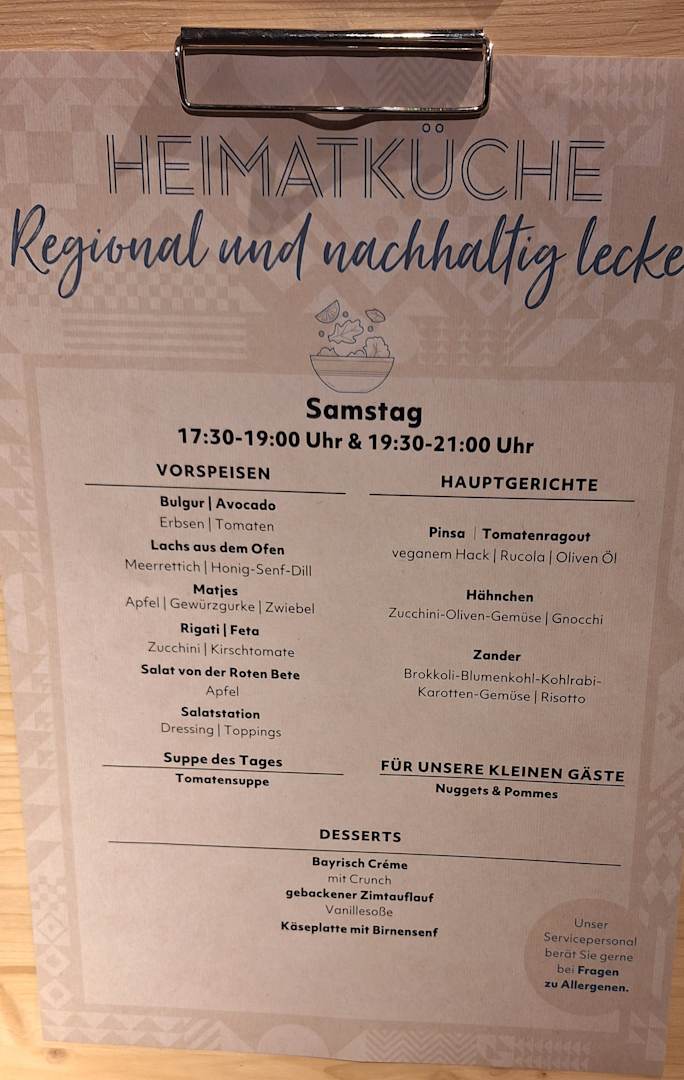 HEIMATKÜCHE
Regional und nachhaltig lecke
Samstag
17:30-19:00 Uhr & 19:30-21:00 Uhr
VORSPEISEN
Bulgur | Avocado
Erbsen | Tomaten
Lachs aus dem Ofen
Meerrettich | Honig-Senf-Dill
Matjes
Apfel | Gewürzgurke | Zwiebel
Rigati | Feta
Zucchini | Kirschtomate
Salat von der Roten Bete
Apfel
Salatstation
Dressing | Toppings
Suppe des Tages
Tomatensuppe
HAUPTGERICHTE
Pinsa | Tomatenragout
veganem Hack | Rucola | Oliven Öl
Hähnchen
Zucchini-Oliven-Gemüse | Gnocchi
Zander
Brokkoli-Blumenkohl-Kohlrabi-
Karotten-Gemüse | Risotto
FÜR UNSERE KLEINEN GÄSTE
Nuggets & Pommes
DESSERTS
Bayrisch Créme
mit Crunch
gebackener Zimtauflauf
Vanillesoße
Käseplatte mit Birnensenf
Unser
Servicepersonal
berät Sie gerne
bei Fragen
zu Allergenen.